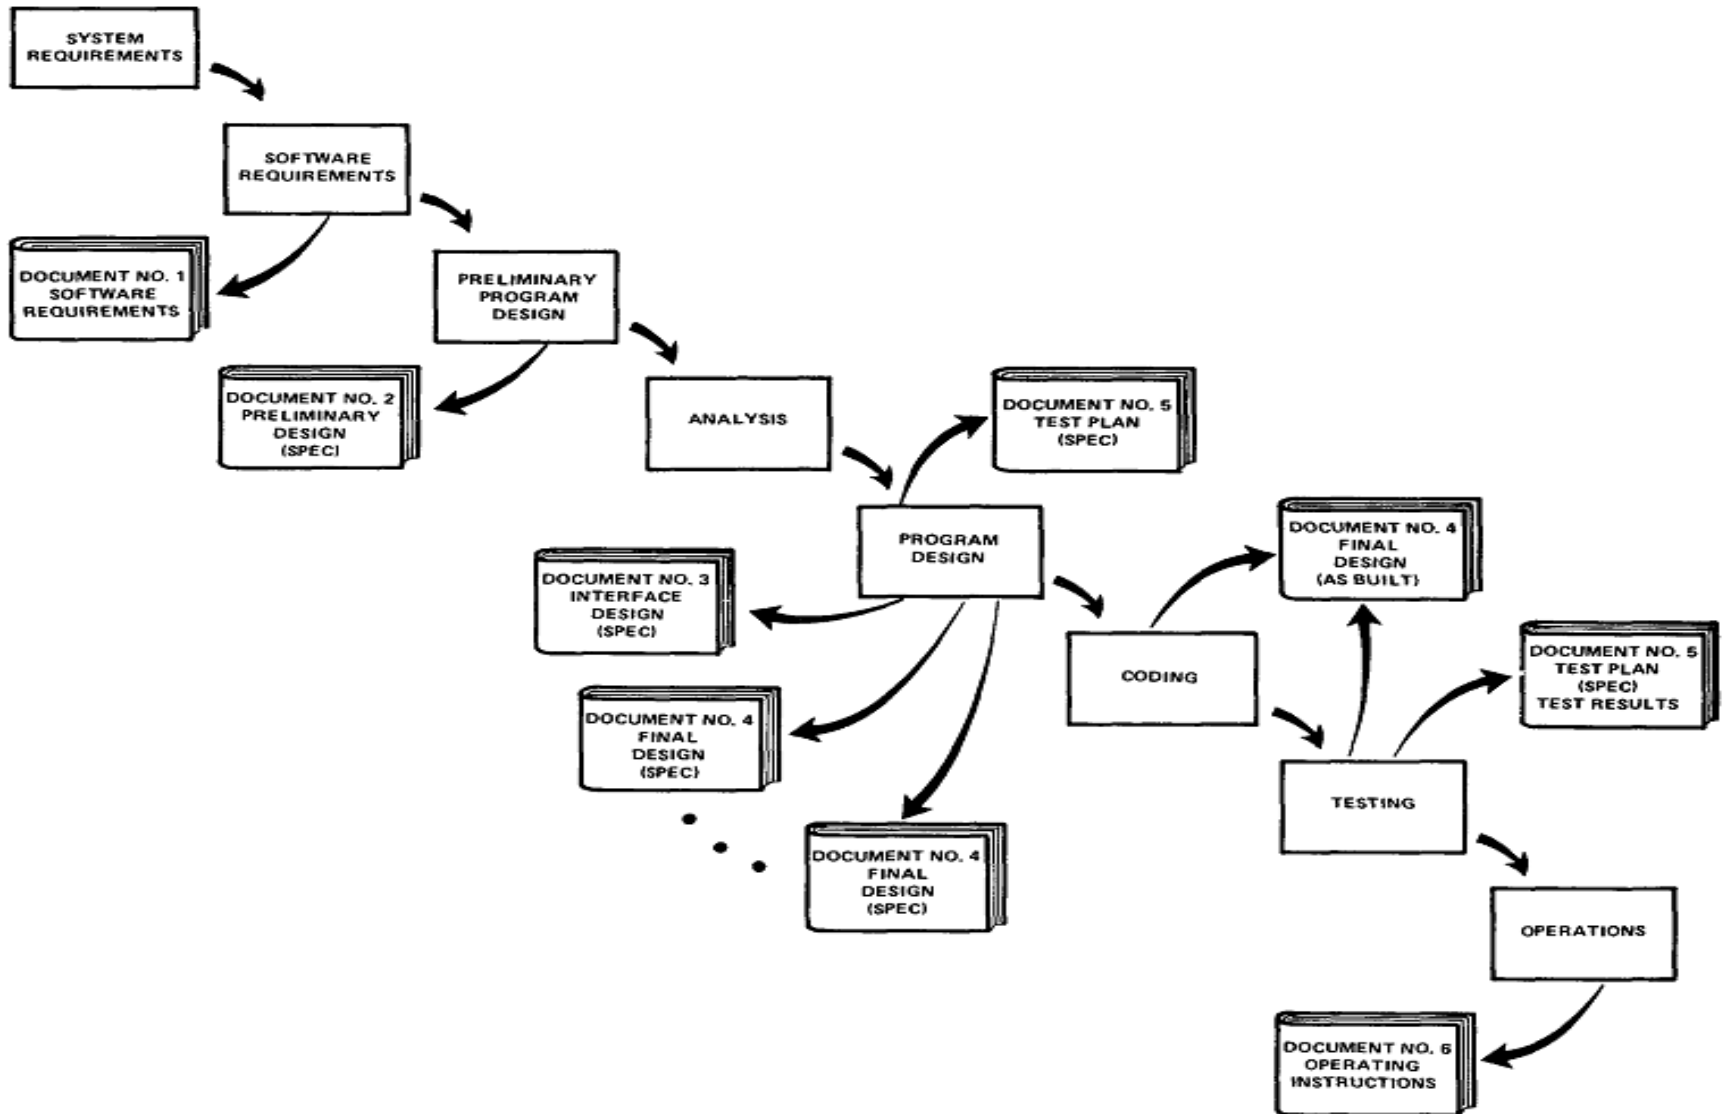 SYSTEM
REQUIREMENTS
SOFTWARE
REQUIREMENTS
DOCUMENT NO. 1
SOFTWARE
REQUIREMENTS
PRELIMINARY
PROGRAM
DESIGN
DOCUMENT NO. 2
PRELIMINARY
DESIGN
(SPEC)
ANALYSIS
DOCUMENT NO. 5
TEST PLAN
(SPEC)
PROGRAM
DESIGN
DOCUMENT NO. 3
INTERFACE
DESIGN
(SPEC)
DOCUMENT NO. 4
FINAL
DESIGN
(SPEC)
DOCUMENT NO. 4
FINAL
DESIGN
(SPEC)
DOCUMENT NO. 4
FINAL
DESIGN
(AS BUILT)
CODING
DOCUMENT NO. 5
TEST PLAN
(SPEC)
TEST RESULTS
TESTING
OPERATIONS
DOCUMENT NO. 6
OPERATING
INSTRUCTIONS